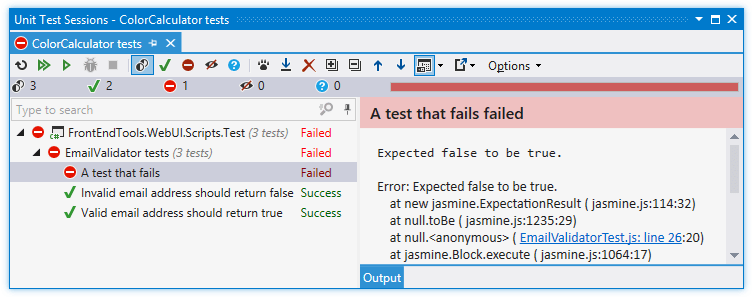 Unit Test Sessions - ColorCalculator tests
ColorCalculator tests
Options
3 2 1 0 0
Type to search
FrontEndTools.WebUI.Scripts.Test (3 tests) Failed
EmailValidator tests (3 tests) Failed
A test that fails Failed
Invalid email address should return false Success
Valid email address should return true Success
A test that fails failed
Expected false to be true.
Error: Expected false to be true.
at new jasmine.ExpectationResult ( jasmine.js:114:32)
at null.toBe ( jasmine.js:1235:29)
at null.<anonymous> ( EmailValidatorTest.js: line 26:20)
at jasmine.Block.execute ( jasmine.js:1064:17)
Output